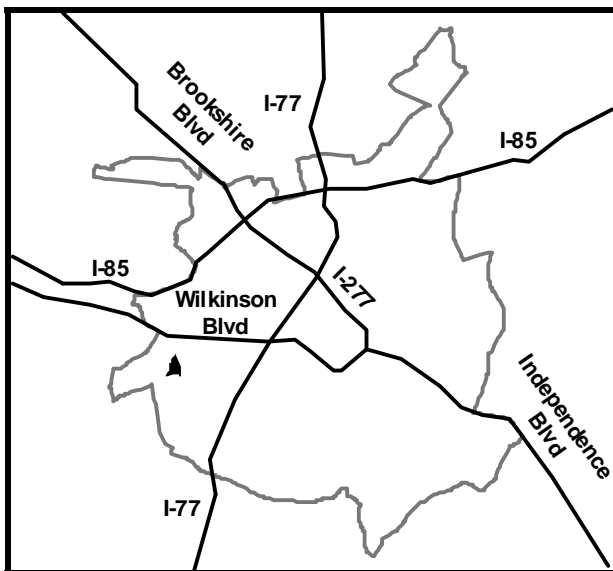 Brookshire
Blvd
I-77
I-85
I-85
Wilkinson
Blvd
I-277
Independence
Blvd
I-77